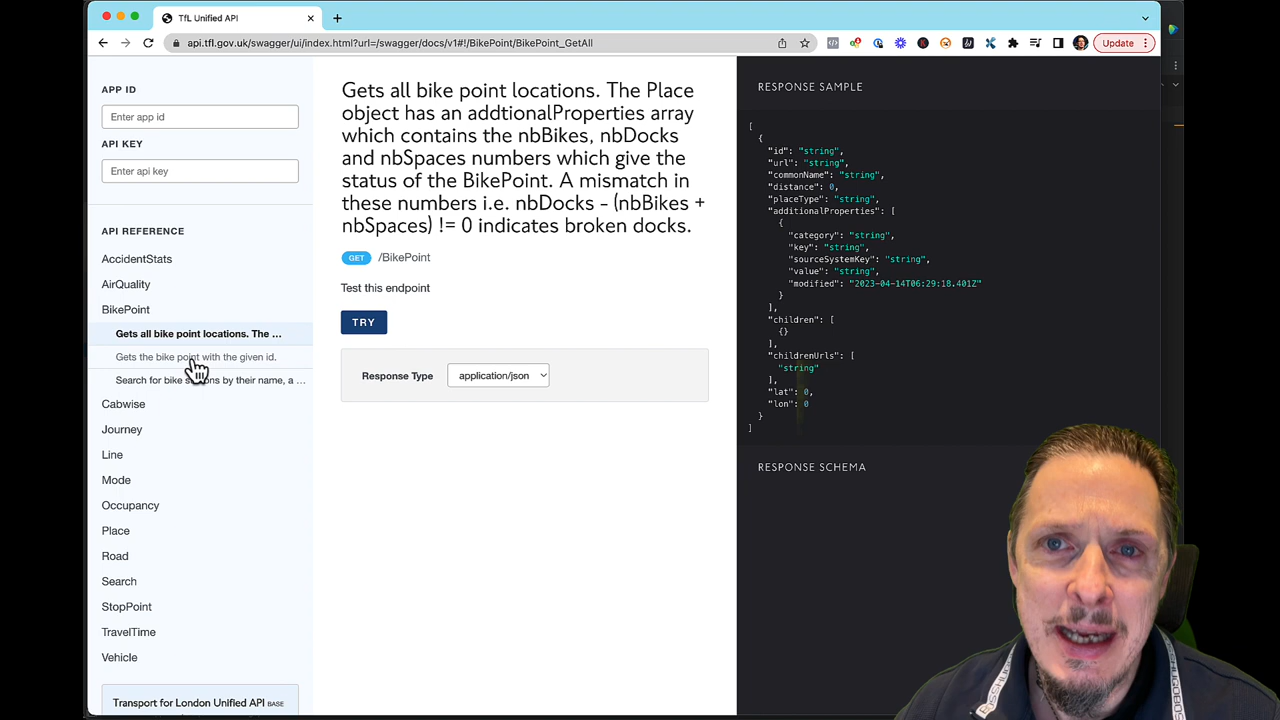 TfL Unified API
api.tfl.gov.uk/swagger/ui/index.html?url=/swagger/docs/v1#!/BikePoint/BikePoint_GetAll
Update
APP ID
Enter app id
API KEY
Enter api key
API REFERENCE
AccidentStats
AirQuality
BikePoint
Gets all bike point locations. The ...
Gets the bike point with the given id.
Search for bike stations by their name, a ...
Cabwise
Journey
Line
Mode
Occupancy
Place
Road
Search
StopPoint
TravelTime
Vehicle
Transport for London Unified API BASE
Gets all bike point locations. The Place
object has an addtionalProperties array
which contains the nbBikes, nbDocks
and nbSpaces numbers which give the
status of the BikePoint. A mismatch in
these numbers i.e. nbDocks - (nbBikes +
nbSpaces) != 0 indicates broken docks.
GET /BikePoint
Test this endpoint
TRY
Response Type application/json
RESPONSE SAMPLE
[
{
"id": "string",
"url": "string",
"commonName": "string",
"distance": 0,
"placeType": "string",
"additionalProperties": [
{
"category": "string",
"key": "string",
"sourceSystemKey": "string",
"value": "string",
"modified": "2023-04-14T06:29:18.401Z"
}
],
"children": [
{}
],
"childrenUrls": [
"string"
],
"lat": 0,
"lon": 0
}
]
RESPONSE SCHEMA